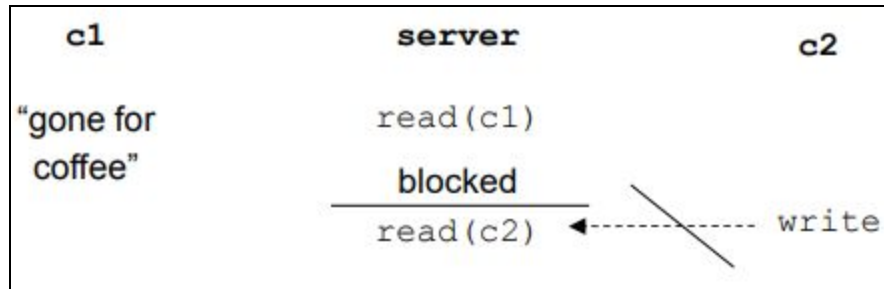 c1 server c2
“gone for
coffee”
read(c1)
blocked
read(c2)
write